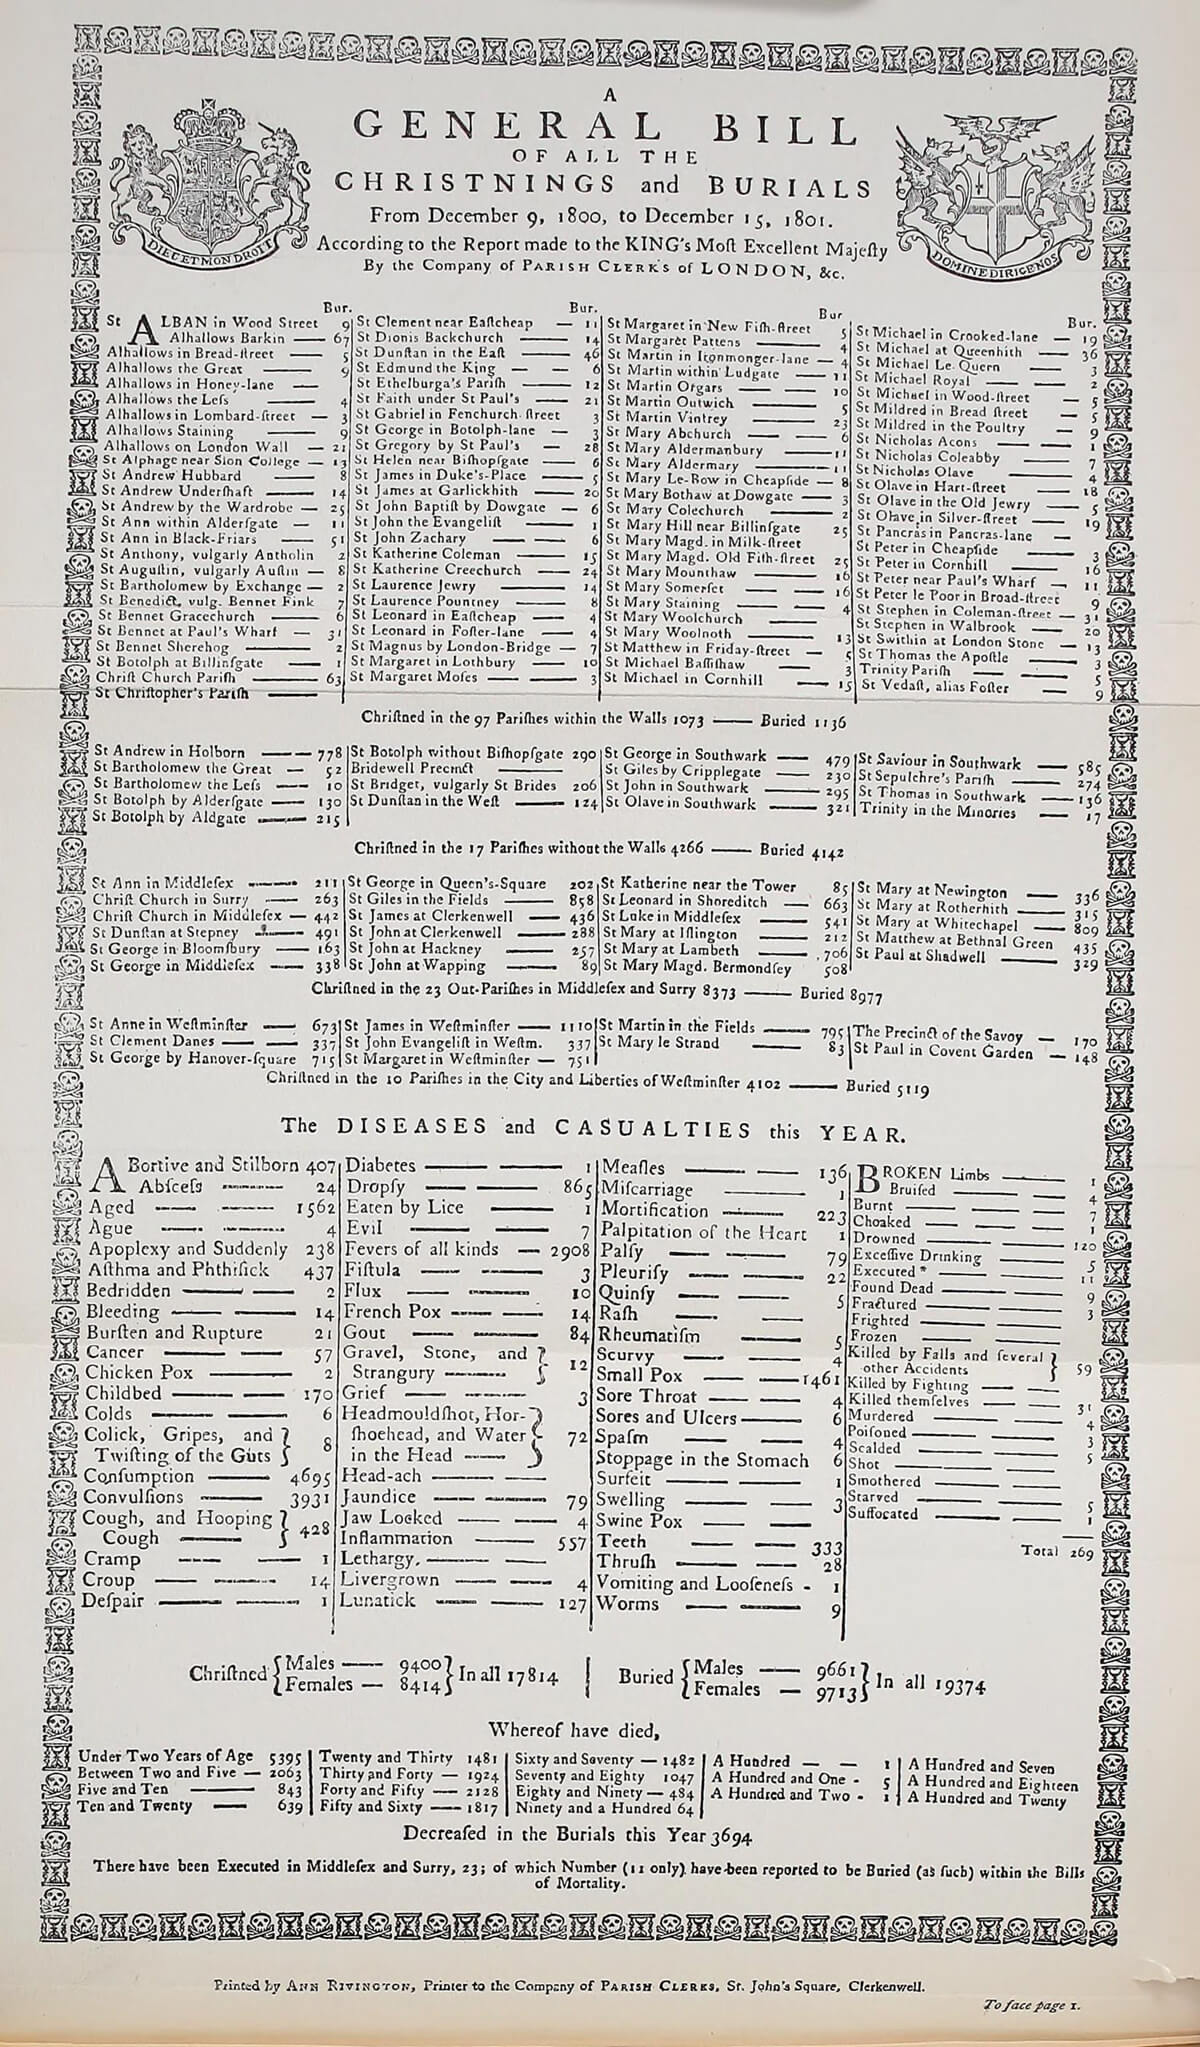 A
GENERAL BILL
OF ALL THE
CHRISTNINGS and BURIALS
From December 9, 1800, to December 15, 1801.
According to the Report made to the KING's Moſt Excellent Majeſty
By the Company of PARISH CLERKS of LONDON, &c.
DIEU ET MON DROIT
DOMINE DIRIGE NOS
Bur.
St ALBAN in Wood Street 9
Alhallows Barkin — 67
Alhallows in Bread-ſtreet — 5
Alhallows the Great — 9
Alhallows in Honey-lane —
Alhallows the Leſs — 4
Alhallows in Lombard-ſtreet — 3
Alhallows Staining — 9
Alhallows on London Wall — 21
St Alphage near Sion College — 13
St Andrew Hubbard — 8
St Andrew Underſhaft — 14
St Andrew by the Wardrobe — 25
St Ann within Alderſgate — 11
St Ann in Black-Friars — 51
St Anthony, vulgarly Antholin 2
St Auguſtin, vulgarly Auſtin — 8
St Bartholomew by Exchange — 2
St Benedict, vulg. Bennet Fink 7
St Bennet Gracechurch — 6
St Bennet at Paul's Wharf — 31
St Bennet Sherehog — 2
St Botolph at Billinſgate — 1
Chriſt Church Pariſh — 63
St Chriſtopher's Pariſh —
Bur.
St Clement near Eaſtcheap — 11
St Dionis Backchurch — 14
St Dunſtan in the Eaſt — 46
St Edmund the King — — 6
St Ethelburga's Pariſh — 12
St Faith under St Paul's — 21
St Gabriel in Fenchurch ſtreet 3
St George in Botolph-lane — 3
St Gregory by St Paul's — 28
St Helen near Biſhopſgate — 6
St James in Duke's-Place — 5
St James at Garlickhith — 20
St John Baptiſt by Dowgate — 6
St John the Evangeliſt — 1
St John Zachary — — 6
St Katherine Coleman — 15
St Katherine Creechurch — 24
St Laurence Jewry — 14
St Laurence Pountney — 8
St Leonard in Eaſtcheap — 4
St Leonard in Foſter-lane — 4
St Magnus by London-Bridge — 7
St Margaret in Lothbury — 10
St Margaret Moſes — — 3
Bur
St Margaret in New Fiſh-ſtreet 5
St Margaret Pattens — 4
St Martin in Ironmonger-lane — 4
St Martin within Ludgate — 11
St Martin Orgars — — 10
St Martin Outwich — 5
St Martin Vintrey — 23
St Mary Abchurch — — 6
St Mary Aldermanbury — 11
St Mary Aldermary — 11
St Mary Le-Bow in Cheapſide — 8
St Mary Bothaw at Dowgate — 3
St Mary Colechurch — 2
St Mary Hill near Billinſgate 25
St Mary Magd. in Milk-ſtreet
St Mary Magd. Old Fiſh-ſtreet 25
St Mary Mounthaw — 16
St Mary Somerſet — 16
St Mary Staining — — 4
St Mary Woolchurch —
St Mary Woolnoth — 13
St Matthew in Friday-ſtreet — 5
St Michael Baſſiſhaw — 3
St Michael in Cornhill — 15
Bur.
St Michael in Crooked-lane — 19
St Michael at Queenhith — 36
St Michael Le Quern — 3
St Michael Royal — — 2
St Michael in Wood-ſtreet — 5
St Mildred in Bread ſtreet — 5
St Mildred in the Poultry — 9
St Nicholas Acons — — 1
St Nicholas Coleabby — 7
St Nicholas Olave — 4
St Olave in Hart-ſtreet — 18
St Olave in the Old Jewry — 5
St Olave in Silver-ſtreet — 19
St Pancras in Pancras-lane —
St Peter in Cheapſide — 3
St Peter in Cornhill — 16
St Peter near Paul's Wharf — 11
St Peter le Poor in Broad-ſtreet 9
St Stephen in Coleman-ſtreet — 31
St Stephen in Walbrook — 20
St Swithin at London Stone — 13
St Thomas the Apoſtle — 3
Trinity Pariſh — — 5
St Vedaſt, alias Foſter — 9
Chriſtned in the 97 Pariſhes within the Walls 1073 — Buried 1136
St Andrew in Holborn — 778
St Bartholomew the Great — 52
St Bartholomew the Leſs — 10
St Botolph by Alderſgate — 130
St Botolph by Aldgate — 215
St Botolph without Biſhopſgate 290
Bridewell Precinct —
St Bridget, vulgarly St Brides 206
St Dunſtan in the Weſt — 124
St George in Southwark — 479
St Giles by Cripplegate — 230
St John in Southwark — 295
St Olave in Southwark — 321
St Saviour in Southwark — 585
St Sepulchre's Pariſh — 274
St Thomas in Southwark — 136
Trinity in the Minories — 17
Chriſtned in the 17 Pariſhes without the Walls 4266 — Buried 4142
St Ann in Middleſex — 211
Chriſt Church in Surry — 263
Chriſt Church in Middleſex — 442
St Dunſtan at Stepney — 491
St George in Bloomſbury — 163
St George in Middleſex — 338
St George in Queen's-Square 202
St Giles in the Fields — 858
St James at Clerkenwell — 436
St John at Clerkenwell — 288
St John at Hackney — 257
St John at Wapping — 89
St Katherine near the Tower 85
St Leonard in Shoreditch — 663
St Luke in Middleſex — 541
St Mary at Iſlington — 212
St Mary at Lambeth — 706
St Mary Magd. Bermondſey 508
St Mary at Newington — 336
St Mary at Rotherhith — 315
St Mary at Whitechapel — 809
St Matthew at Bethnal Green 435
St Paul at Shadwell — 329
Chriſtned in the 23 Out-Pariſhes in Middleſex and Surry 8373 — Buried 8977
St Anne in Weſtminſter — 673
St Clement Danes — — 337
St George by Hanover-ſquare 715
St James in Weſtminſter — 1110
St John Evangeliſt in Weſtm. 337
St Margaret in Weſtminſter — 751
St Martin in the Fields — 795
St Mary le Strand — 83
The Precinct of the Savoy — 170
St Paul in Covent Garden — 148
Chriſtned in the 10 Pariſhes in the City and Liberties of Weſtminſter 4102 — Buried 5119
The DISEASES and CASUALTIES this YEAR.
ABortive and Stilborn 407
Abſceſs — 24
Aged — — 1562
Ague — — 4
Apoplexy and Suddenly 238
Aſthma and Phthiſick 437
Bedridden — — 2
Bleeding — — 14
Burſten and Rupture 21
Cancer — — 57
Chicken Pox — 2
Childbed — — 170
Colds — — 6
Colick, Gripes, and
Twiſting of the Guts } 8
Conſumption — 4695
Convulſions — 3931
Cough, and Hooping
Cough — } 428
Cramp — — 1
Croup — — 14
Deſpair — — 1
Diabetes — — 1
Dropſy — — 865
Eaten by Lice — 1
Evil — — 7
Fevers of all kinds — 2908
Fiſtula — — 3
Flux — — 10
French Pox — — 14
Gout — — 84
Gravel, Stone, and
Strangury — } 12
Grief — — 3
Headmouldſhot, Hor-
ſhoehead, and Water
in the Head — } 72
Head-ach — —
Jaundice — — 79
Jaw Locked — — 4
Inflammation — 557
Lethargy. — —
Livergrown — — 4
Lunatick — — 127
Meaſles — — 136
Miſcarriage — 1
Mortification — 223
Palpitation of the Heart 1
Palſy — — 79
Pleuriſy — — 22
Quinſy — — 5
Raſh — —
Rheumatiſm — 5
Scurvy — — 4
Small Pox — — 1461
Sore Throat — — 4
Sores and Ulcers — 6
Spaſm — — 4
Stoppage in the Stomach 6
Surfeit — — 1
Swelling — — 3
Swine Pox — —
Teeth — — 333
Thruſh — — 28
Vomiting and Looſeneſs - 1
Worms — — 9
BROKEN Limbs — 1
Bruiſed — — 4
Burnt — — 7
Choaked — — 1
Drowned — — 120
Exceſſive Drinking — 5
Executed * — — 11
Found Dead — — 9
Fractured — — 3
Frighted — —
Frozen — —
Killed by Falls and ſeveral
other Accidents } 59
Killed by Fighting — —
Killed themſelves — — 31
Murdered — — 4
Poiſoned — — 3
Scalded — — 5
Shot — —
Smothered — —
Starved — — 5
Suffocated — — 1
Total 269
Chriſtned { Males — 9400
Females — 8414 } In all 17814
Buried { Males — 9661
Females — 9713 } In all 19374
Whereof have died,
Under Two Years of Age 5395
Between Two and Five — 2063
Five and Ten — 843
Ten and Twenty — 639
Twenty and Thirty 1481
Thirty and Forty — 1924
Forty and Fifty — 2128
Fifty and Sixty — 1817
Sixty and Seventy — 1482
Seventy and Eighty 1047
Eighty and Ninety — 484
Ninety and a Hundred 64
A Hundred — — 1
A Hundred and One - 5
A Hundred and Two - 1
A Hundred and Seven
A Hundred and Eighteen
A Hundred and Twenty
Decreaſed in the Burials this Year 3694
There have been Executed in Middleſex and Surry, 23; of which Number (11 only) have been reported to be Buried (as ſuch) within the Bills
of Mortality.
Printed by ANN RIVINGTON, Printer to the Company of PARISH CLERKS, St. John's Square, Clerkenwell.
To face page 1.